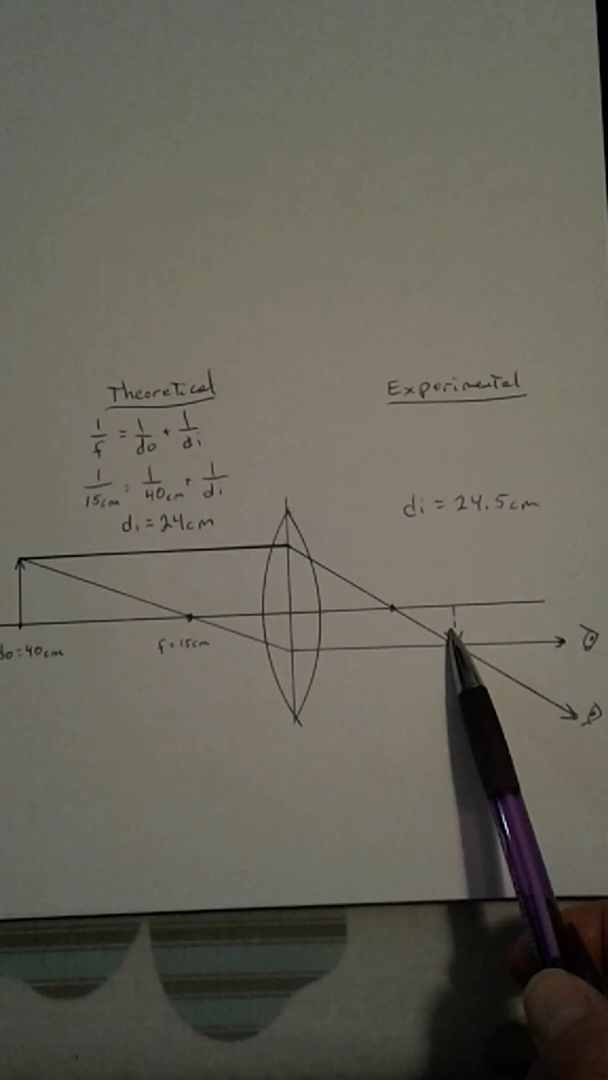 Theoretical
1/f = 1/do + 1/di
1/15cm = 1/40cm + 1/di
di = 24cm
Experimental
di = 24.5cm
do = 40cm
f = 15cm